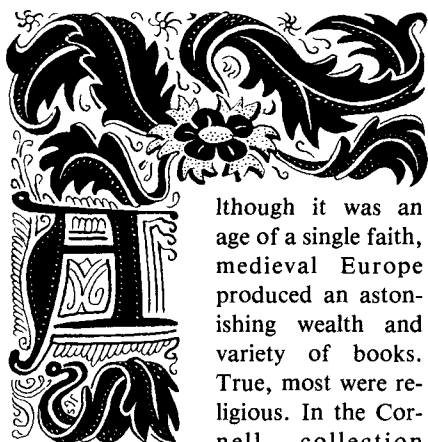 Although it was an
age of a single faith,
medieval Europe
produced an aston-
ishing wealth and
variety of books.
True, most were re-
ligious. In the Cor-
nell collection